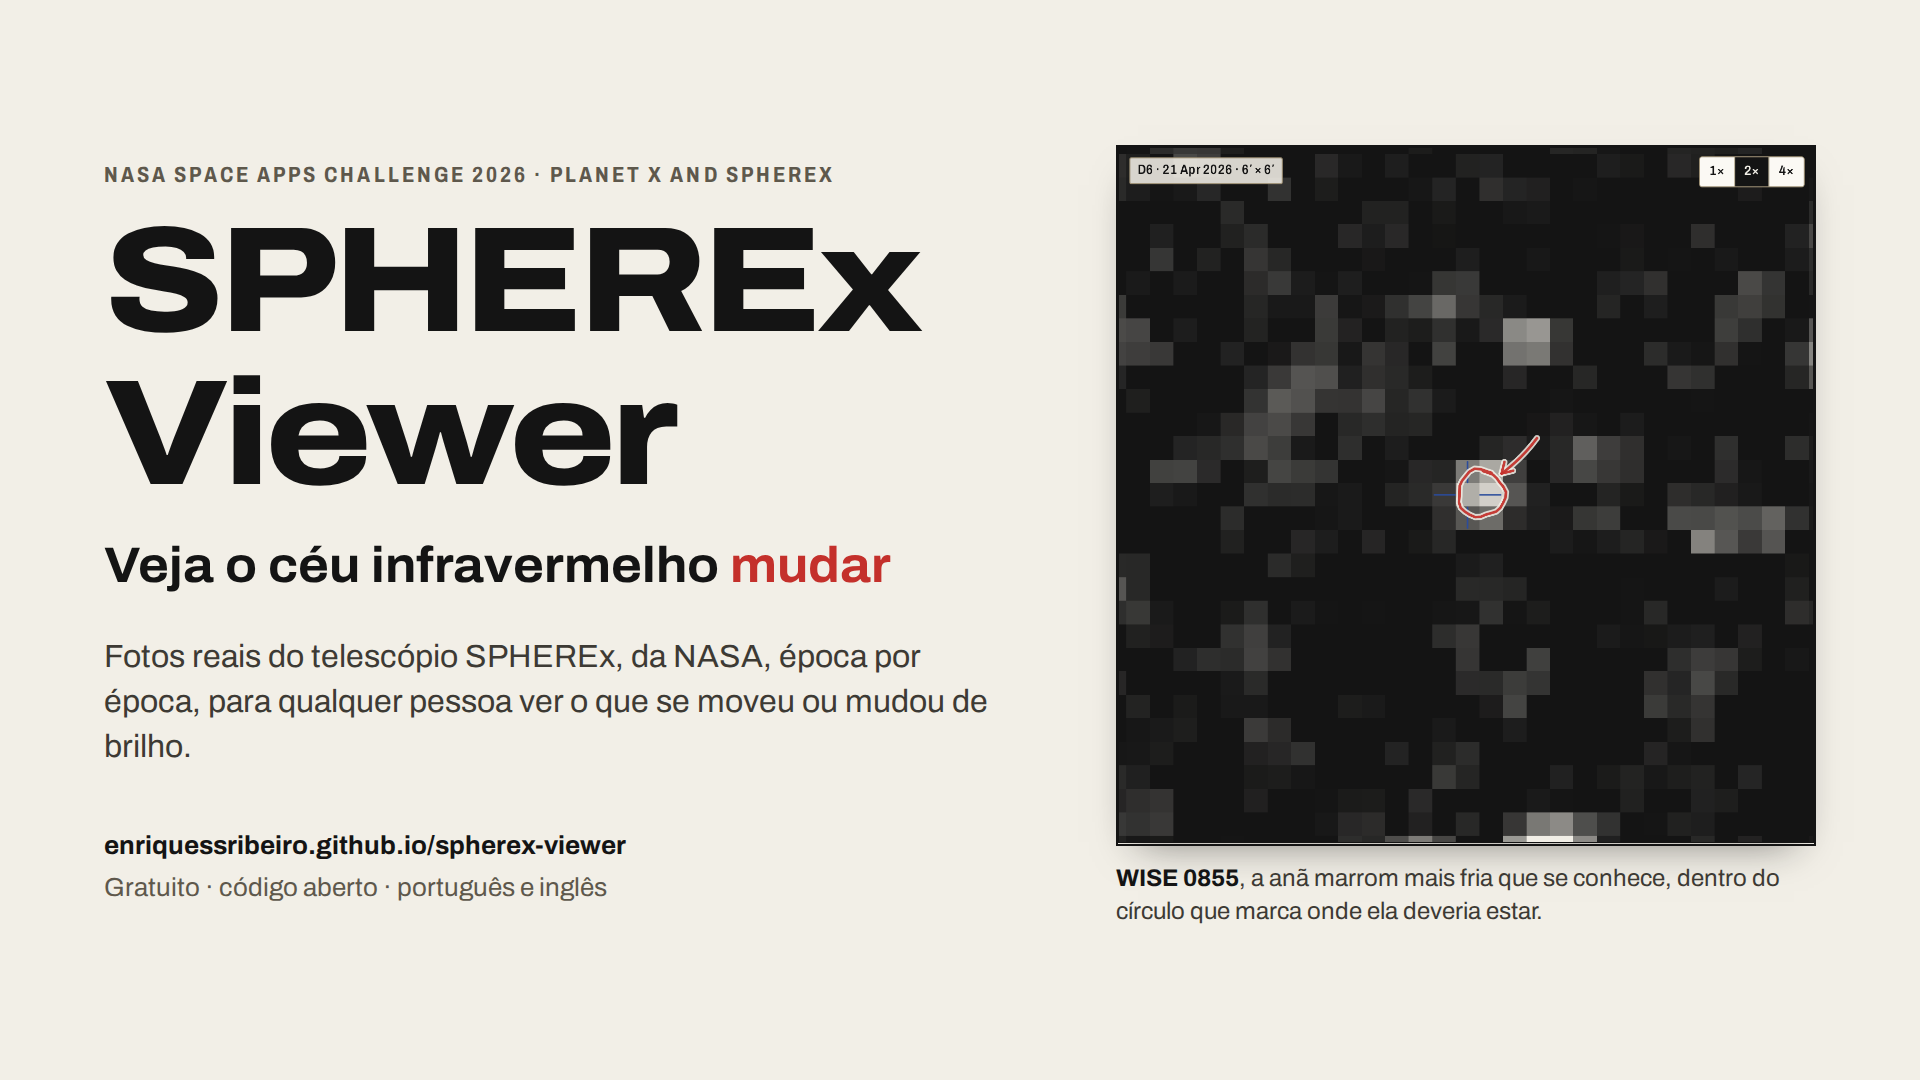 NASA SPACE APPS CHALLENGE 2026 · PLANET X AND SPHEREX
SPHEREx
Viewer
Veja o céu infravermelho mudar
Fotos reais do telescópio SPHEREx, da NASA, época por
época, para qualquer pessoa ver o que se moveu ou mudou de
brilho.
enriquessribeiro.github.io/spherex-viewer
Gratuito · código aberto · português e inglês
D6 · 21 Apr 2026 · 6′ × 6′
1× 2× 4×
WISE 0855, a anã marrom mais fria que se conhece, dentro do
círculo que marca onde ela deveria estar.